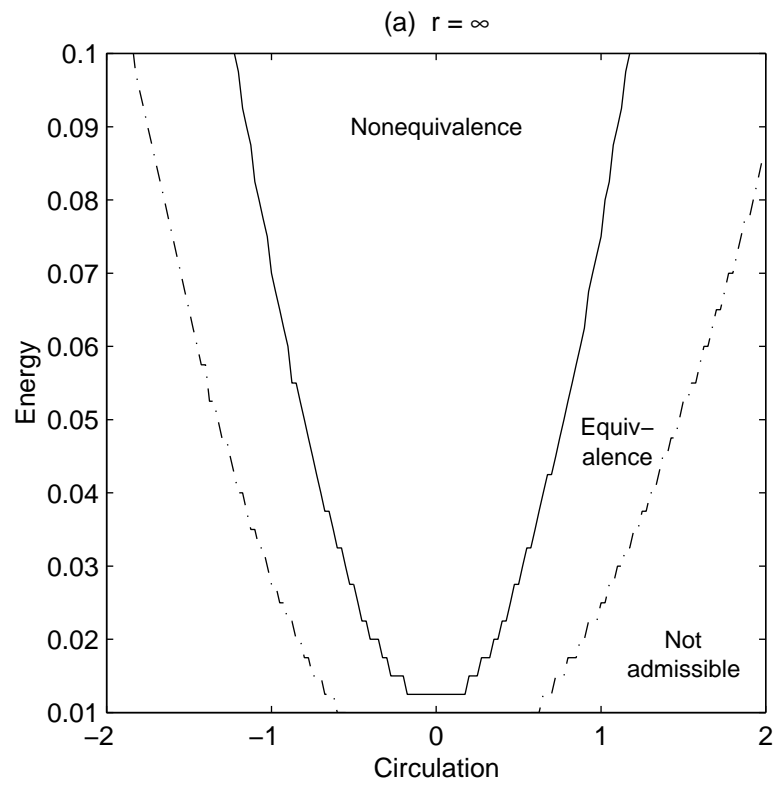 (a) r = ∞
0.1
0.09
0.08
0.07
0.06
0.05
0.04
0.03
0.02
0.01
Energy
Nonequivalence
Equiv–
alence
Not
admissible
−2
−1
0
1
2
Circulation